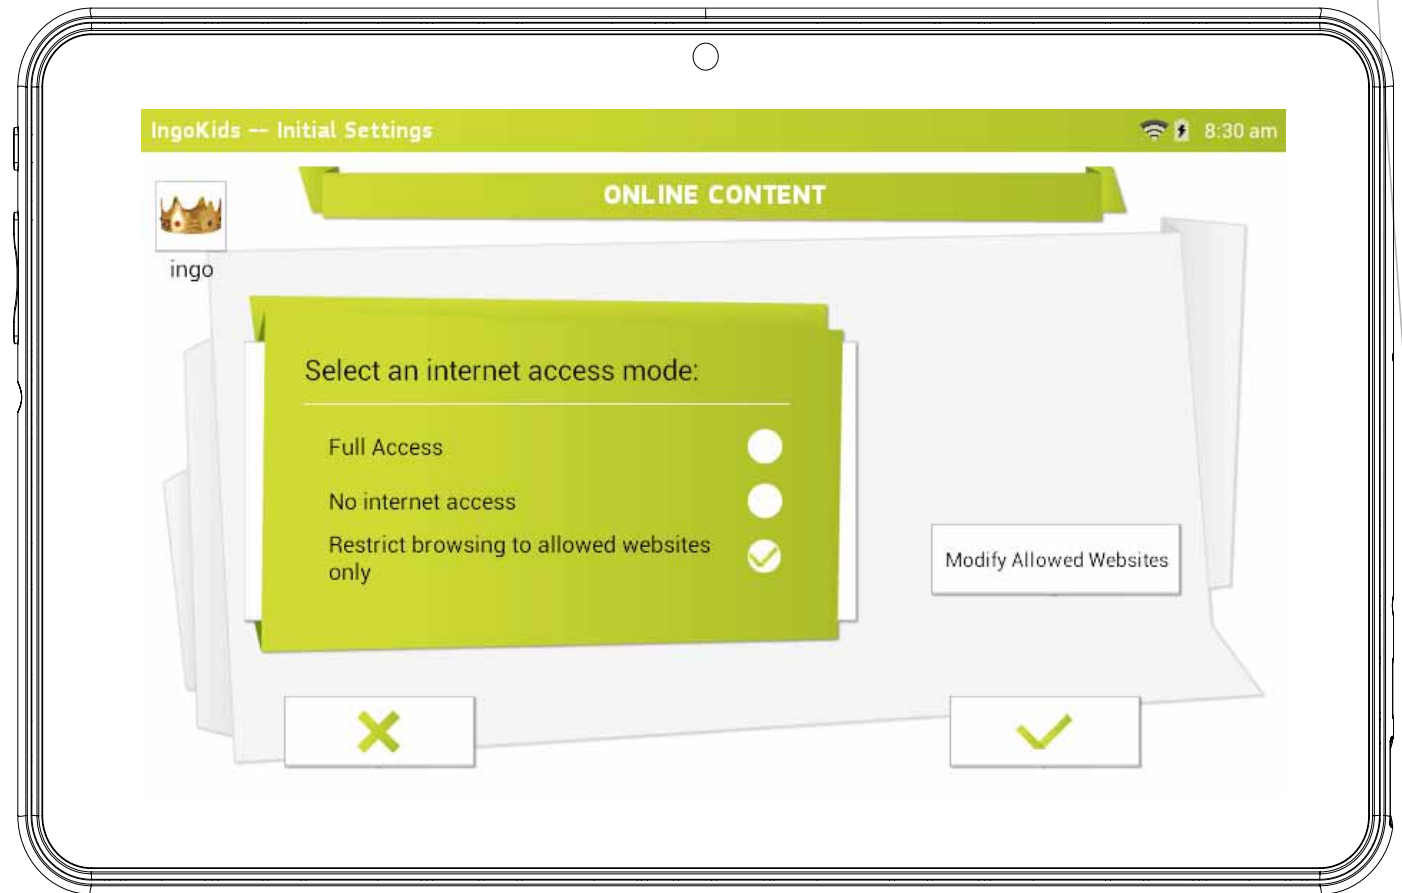 IngoKids -- Initial Settings
8:30 am
ONLINE CONTENT
ingo
Select an internet access mode:
Full Access
No internet access
Restrict browsing to allowed websites
only
Modify Allowed Websites